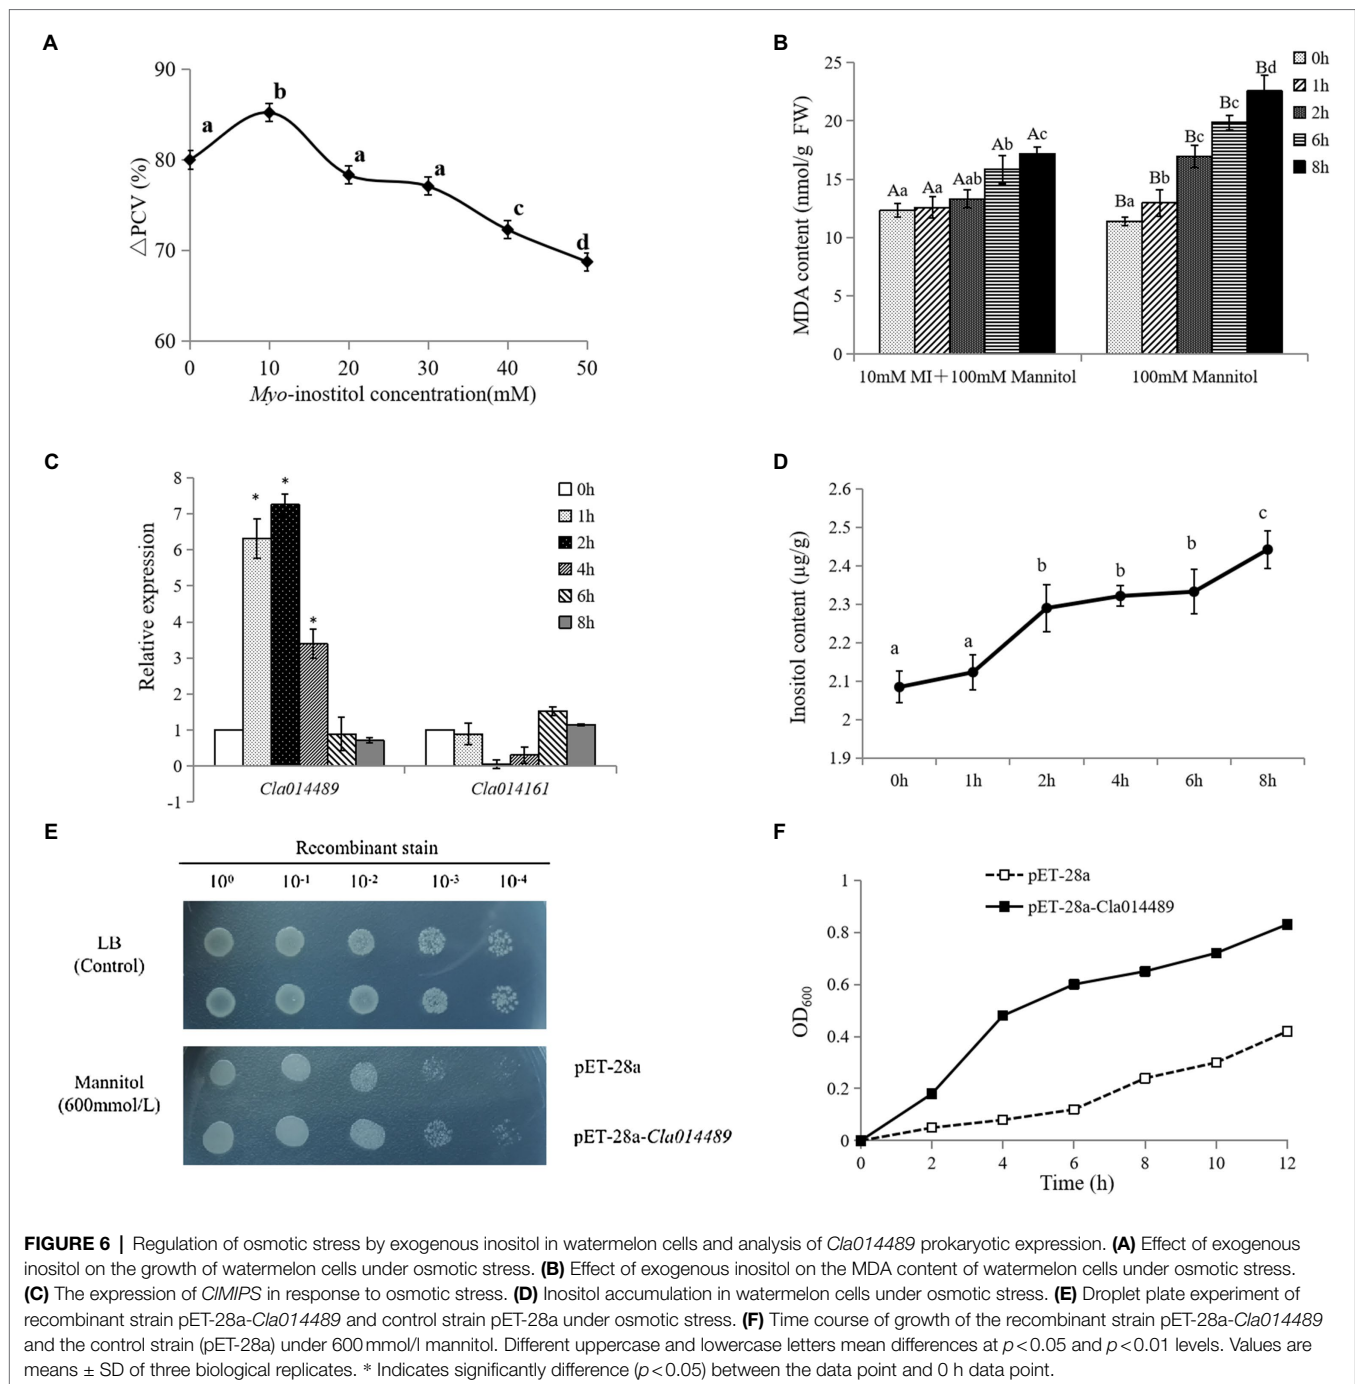 A
90
80
70
60
△PCV (%)
a
b
a
a
c
d
0 10 20 30 40 50
Myo-inostitol concentration(mM)
B
25
20
15
10
5
0
MDA content (nmol/g FW)
Aa Aa Aab Ab Ac
Ba Bb Bc Bc Bd
0h
1h
2h
6h
8h
10mM MI+100mM Mannitol 100mM Mannitol
C
8
7
6
5
4
3
2
1
0
-1
Relative expression
* * *
0h
1h
2h
4h
6h
8h
Cla014489 Cla014161
D
2.6
2.5
2.4
2.3
2.2
2.1
2
1.9
Inositol content (µg/g)
a a b b b c
0h 1h 2h 4h 6h 8h
E
Recombinant stain
10⁰ 10⁻¹ 10⁻² 10⁻³ 10⁻⁴
LB
(Control)
Mannitol
(600mmol/L)
pET-28a
pET-28a-Cla014489
F
1
0.8
0.6
0.4
0.2
0
OD₆₀₀
pET-28a
pET-28a-Cla014489
0 2 4 6 8 10 12
Time (h)
FIGURE 6 | Regulation of osmotic stress by exogenous inositol in watermelon cells and analysis of Cla014489 prokaryotic expression. (A) Effect of exogenous
inositol on the growth of watermelon cells under osmotic stress. (B) Effect of exogenous inositol on the MDA content of watermelon cells under osmotic stress.
(C) The expression of ClMIPS in response to osmotic stress. (D) Inositol accumulation in watermelon cells under osmotic stress. (E) Droplet plate experiment of
recombinant strain pET-28a-Cla014489 and control strain pET-28a under osmotic stress. (F) Time course of growth of the recombinant strain pET-28a-Cla014489
and the control strain (pET-28a) under 600 mmol/l mannitol. Different uppercase and lowercase letters mean differences at p < 0.05 and p < 0.01 levels. Values are
means ± SD of three biological replicates. * Indicates significantly difference (p < 0.05) between the data point and 0 h data point.